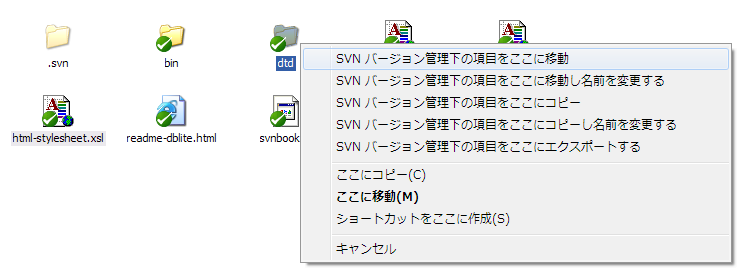 .svn
bin
dtd
html-stylesheet.xsl
readme-dblite.html
svnbook
SVN バージョン管理下の項目をここに移動
SVN バージョン管理下の項目をここに移動し名前を変更する
SVN バージョン管理下の項目をここにコピー
SVN バージョン管理下の項目をここにコピーし名前を変更する
SVN バージョン管理下の項目をここにエクスポートする
ここにコピー(C)
ここに移動(M)
ショートカットをここに作成(S)
キャンセル